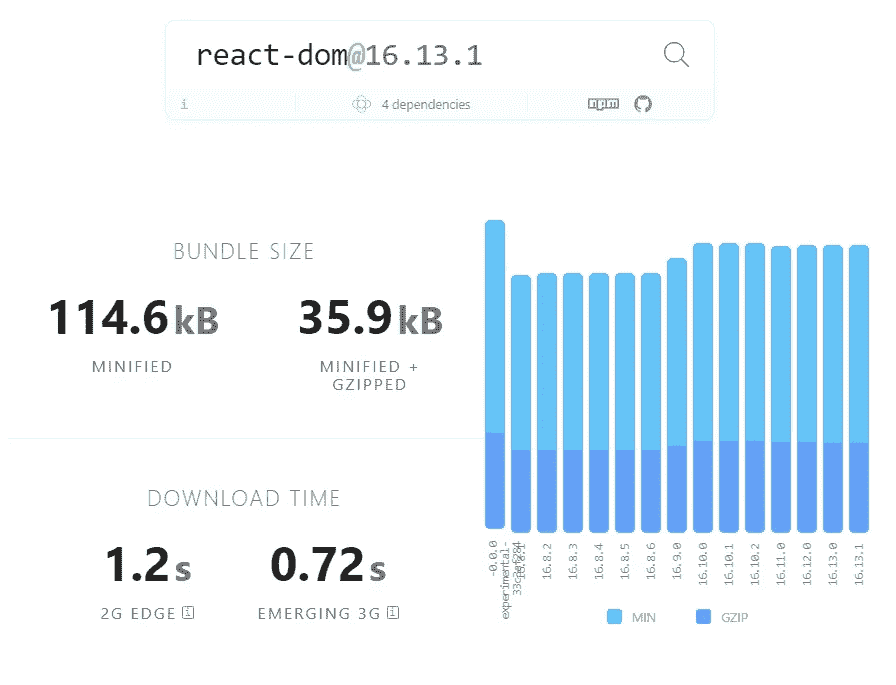 react-dom@16.13.1
4 dependencies
npm
BUNDLE SIZE
114.6 kB
MINIFIED
35.9 kB
MINIFIED +
GZIPPED
DOWNLOAD TIME
1.2 s
2G EDGE
0.72 s
EMERGING 3G
-0.0.0
experimental-
16.8.2
16.8.3
16.8.4
16.8.5
16.8.6
16.9.0
16.10.0
16.10.1
16.10.2
16.11.0
16.12.0
16.13.0
16.13.1
MIN
GZIP